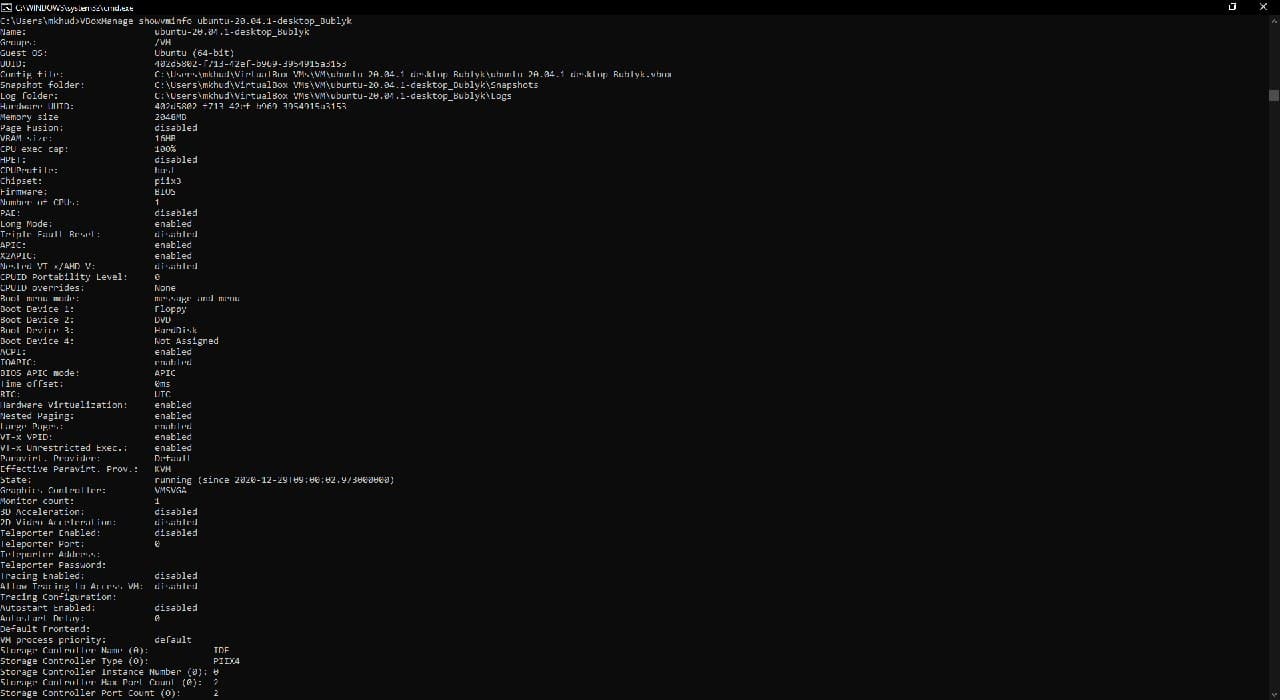 C:\WINDOWS\system32\cmd.exe
C:\Users\mkhud>VBoxManage showvminfo ubuntu-20.04.1-desktop_Bublyk
Name: ubuntu-20.04.1-desktop_Bublyk
Groups: /VM
Guest OS: Ubuntu (64-bit)
UUID: 402d5802-f713-42ef-b969-3954915a3153
Config file: C:\Users\mkhud\VirtualBox VMs\VM\ubuntu-20.04.1-desktop_Bublyk\ubuntu-20.04.1-desktop_Bublyk.vbox
Snapshot folder: C:\Users\mkhud\VirtualBox VMs\VM\ubuntu-20.04.1-desktop_Bublyk\Snapshots
Log folder: C:\Users\mkhud\VirtualBox VMs\VM\ubuntu-20.04.1-desktop_Bublyk\Logs
Hardware UUID: 402d5802-f713-42ef-b969-3954915a3153
Memory size 2048MB
Page Fusion: disabled
VRAM size: 16MB
CPU exec cap: 100%
HPET: disabled
CPUProfile: host
Chipset: piix3
Firmware: BIOS
Number of CPUs: 1
PAE: disabled
Long Mode: enabled
Triple Fault Reset: disabled
APIC: enabled
X2APIC: enabled
Nested VT-x/AMD-V: disabled
CPUID Portability Level: 0
CPUID overrides: None
Boot menu mode: message and menu
Boot Device 1: Floppy
Boot Device 2: DVD
Boot Device 3: HardDisk
Boot Device 4: Not Assigned
ACPI: enabled
IOAPIC: enabled
BIOS APIC mode: APIC
Time offset: 0ms
RTC: UTC
Hardware Virtualization: enabled
Nested Paging: enabled
Large Pages: enabled
VT-x VPID: enabled
VT-x Unrestricted Exec.: enabled
Paravirt. Provider: Default
Effective Paravirt. Prov.: KVM
State: running (since 2020-12-29T09:00:02.973000000)
Graphics Controller: VMSVGA
Monitor count: 1
3D Acceleration: disabled
2D Video Acceleration: disabled
Teleporter Enabled: disabled
Teleporter Port: 0
Teleporter Address:
Teleporter Password:
Tracing Enabled: disabled
Allow Tracing to Access VM: disabled
Tracing Configuration:
Autostart Enabled: disabled
Autostart Delay: 0
Default Frontend:
VM process priority: default
Storage Controller Name (0): IDE
Storage Controller Type (0): PIIX4
Storage Controller Instance Number (0): 0
Storage Controller Max Port Count (0): 2
Storage Controller Port Count (0): 2